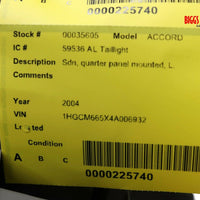 BIGGS
0000225740
Stock # 00035605 Model ACCORD
IC # 59536 AL Taillight
Description Sdn, quarter panel mounted, L.
Comments
Year 2004
VIN 1HGCM665X4A006932
Located
Condition
A B C
0000225740